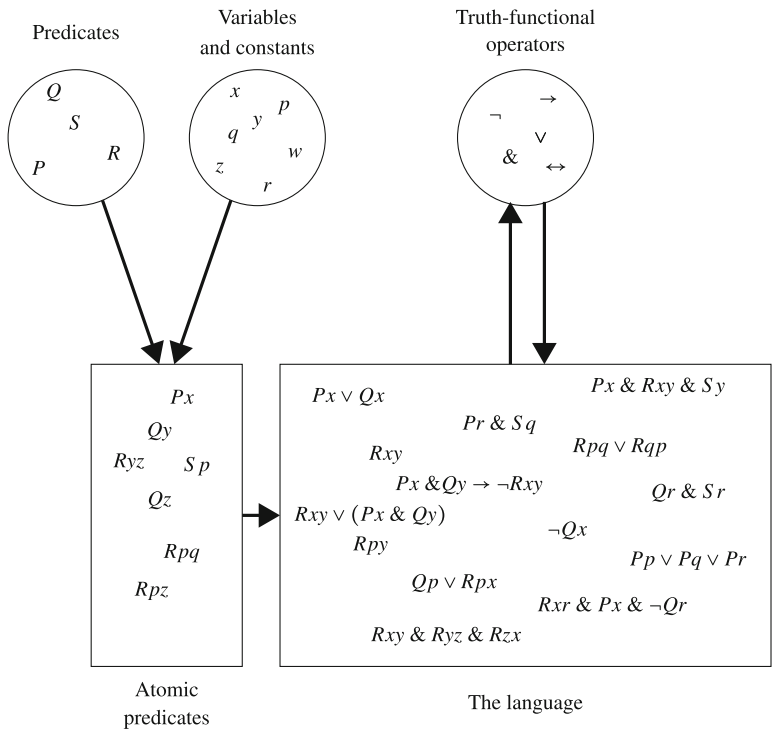 Predicates
Variables
and constants
Truth-functional
operators
Q
S
P
R
x
p
y
q
w
z
r
→
¬
∨
&
↔
Px
Qy
Ryz
Sp
Qz
Rpq
Rpz
Px & Rxy & Sy
Px ∨ Qx
Pr & Sq
Rpq ∨ Rqp
Rxy
Px &Qy → ¬Rxy
Qr & Sr
Rxy ∨ (Px & Qy)
¬Qx
Rpy
Pp ∨ Pq ∨ Pr
Qp ∨ Rpx
Rxr & Px & ¬Qr
Rxy & Ryz & Rzx
Atomic
predicates
The language